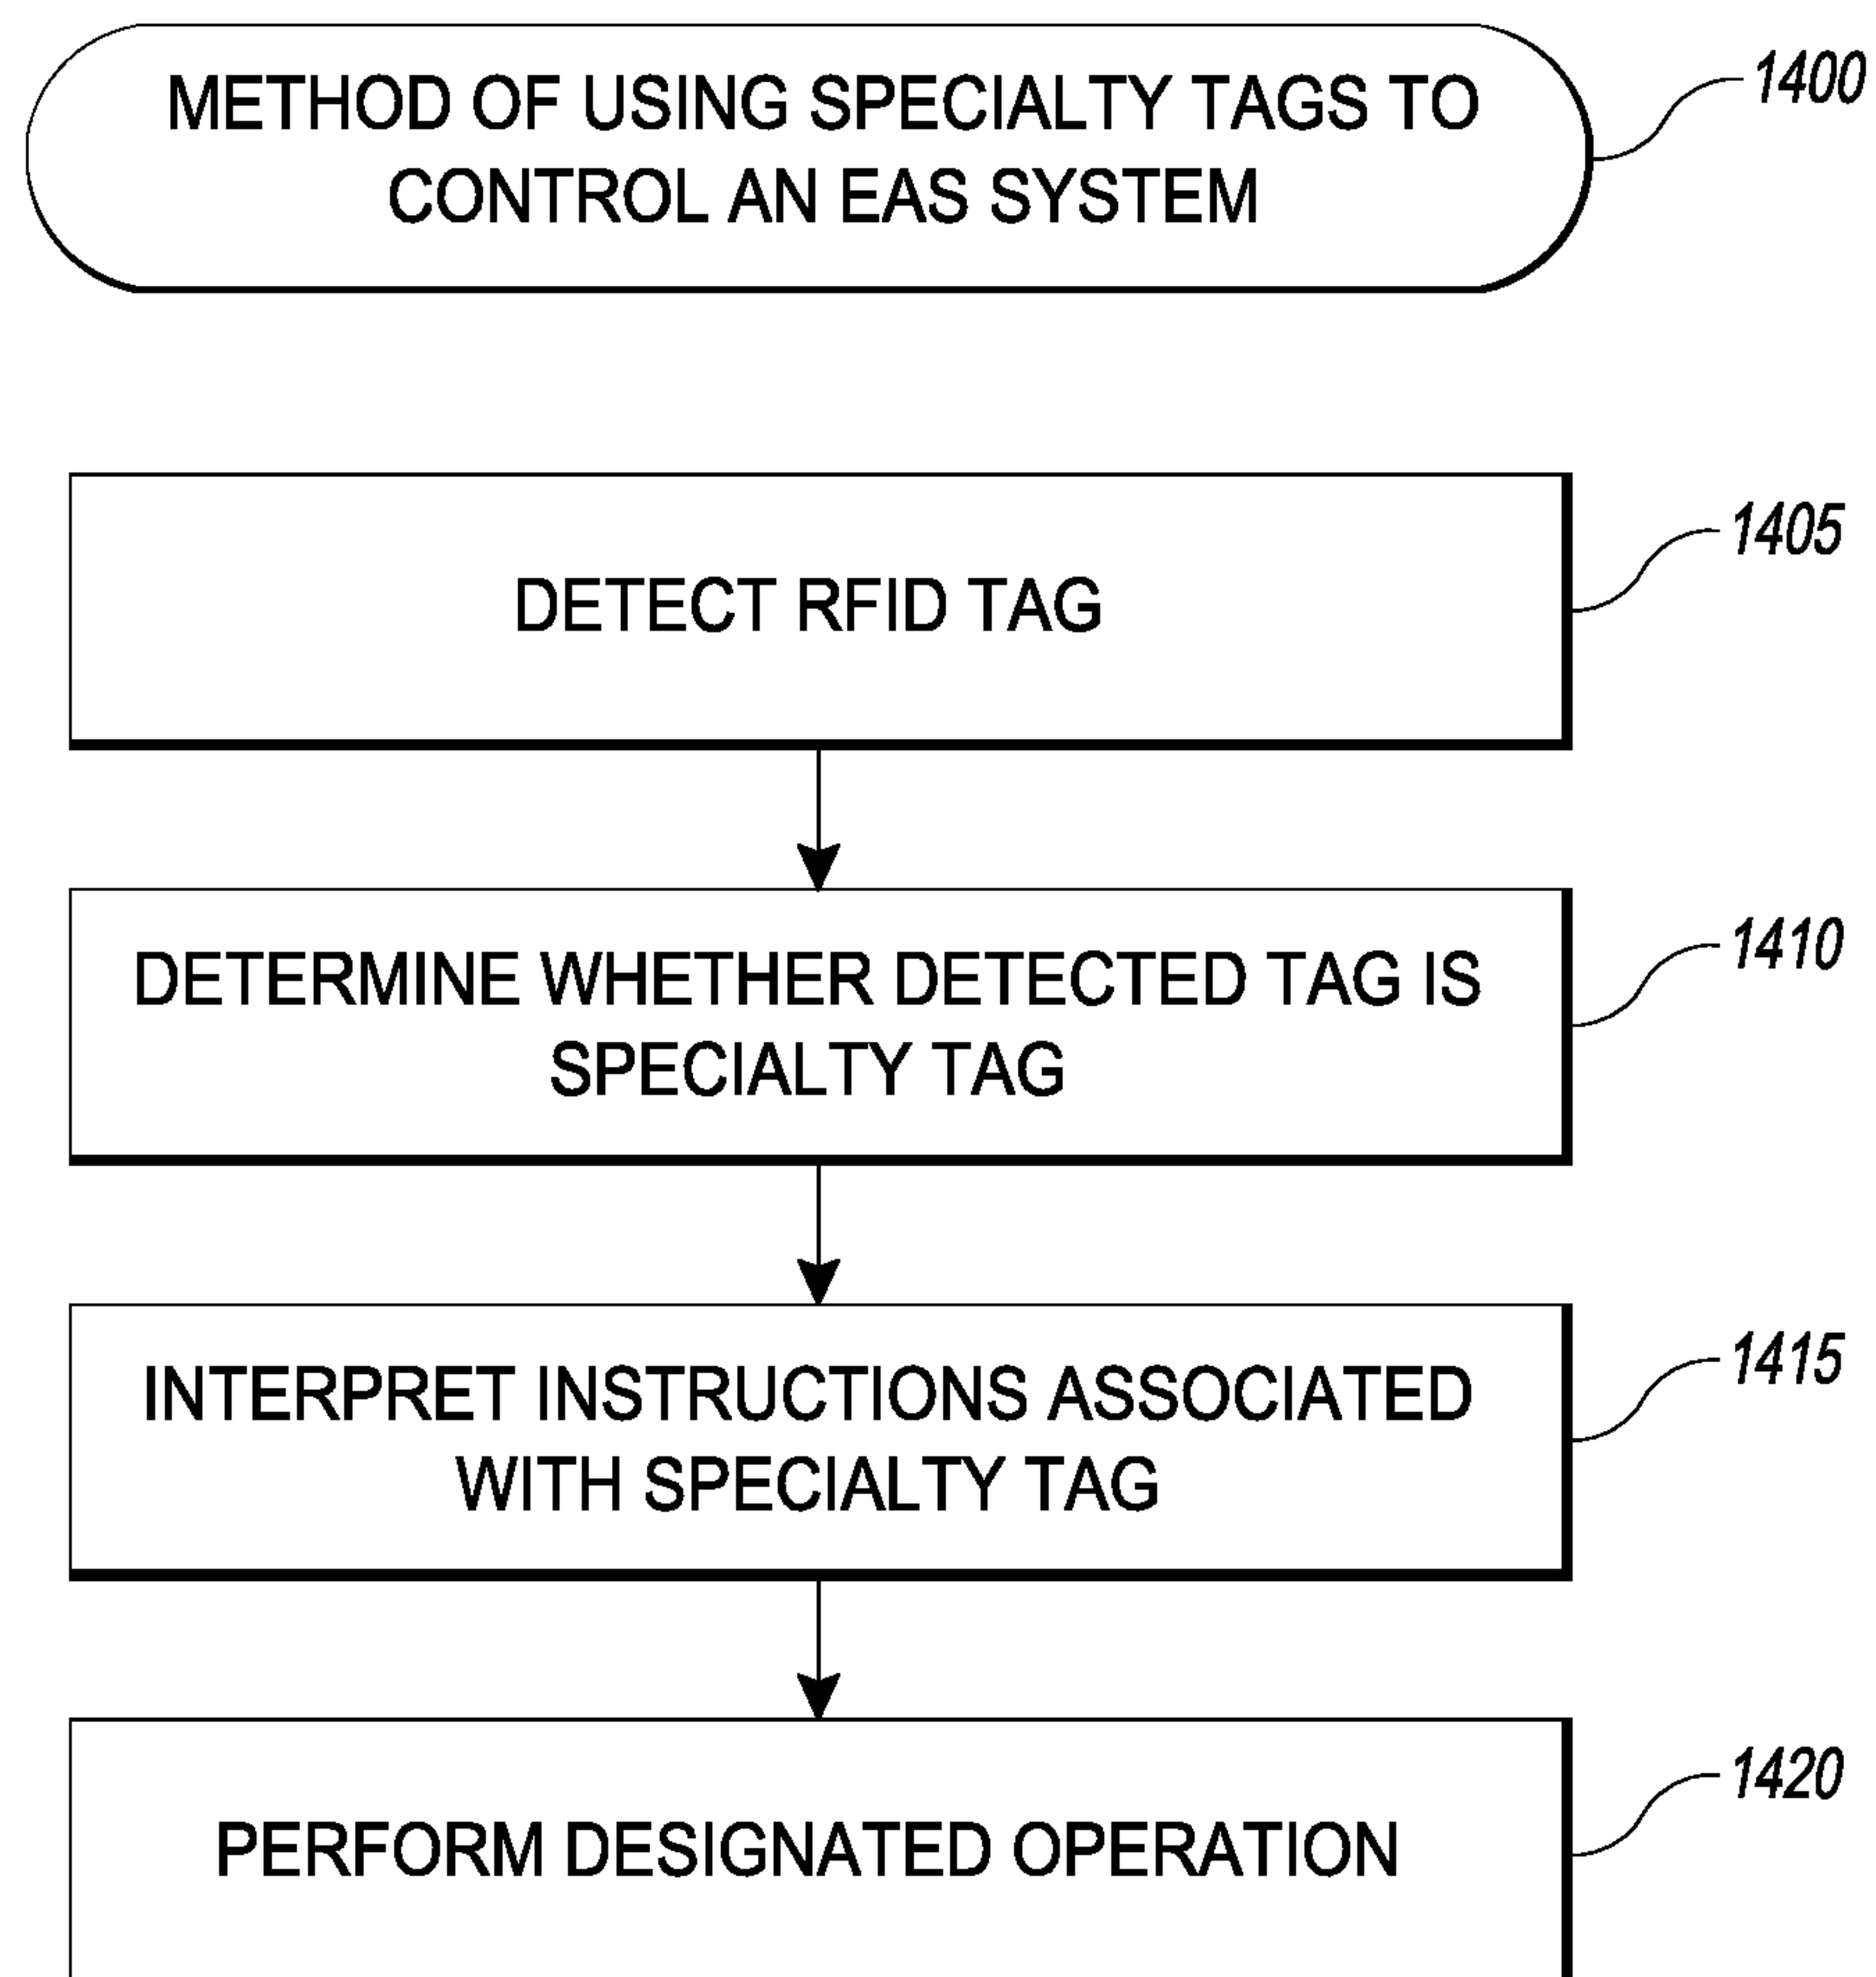 METHOD OF USING SPECIALTY TAGS TO
CONTROL AN EAS SYSTEM
1400
DETECT RFID TAG
1405
DETERMINE WHETHER DETECTED TAG IS
SPECIALTY TAG
1410
INTERPRET INSTRUCTIONS ASSOCIATED
WITH SPECIALTY TAG
1415
PERFORM DESIGNATED OPERATION
1420